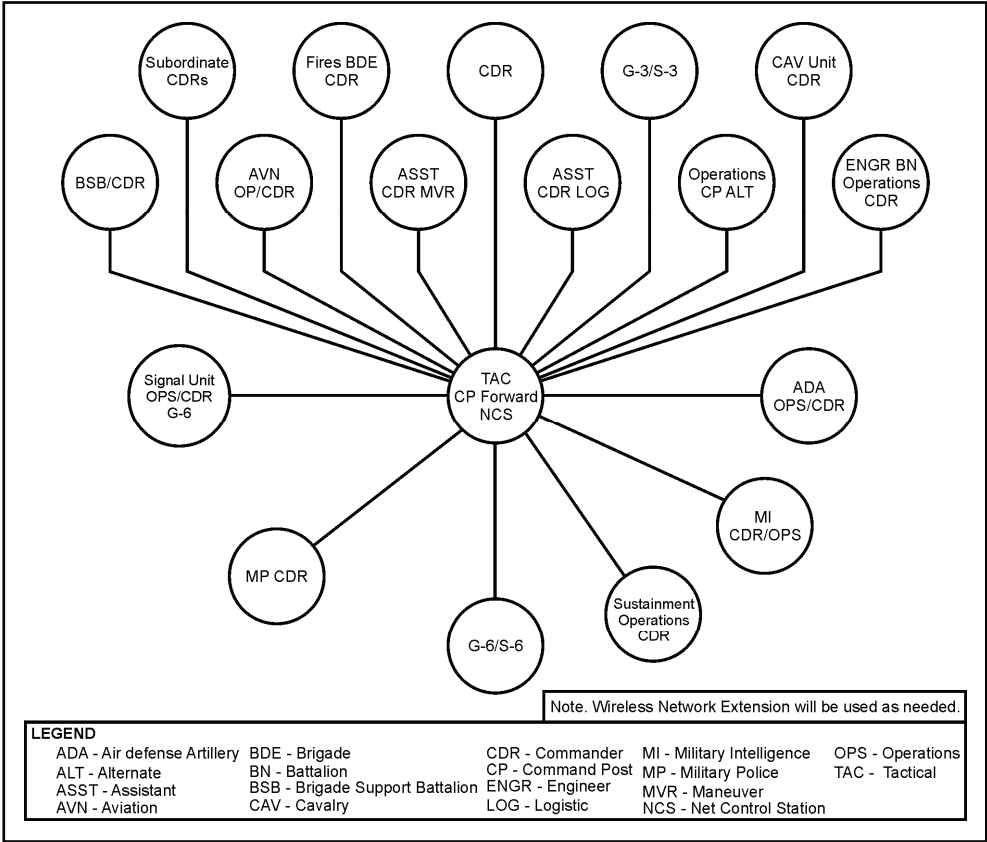 Subordinate
CDRs
Fires BDE
CDR
CDR
G-3/S-3
CAV Unit
CDR
BSB/CDR
AVN
OP/CDR
ASST
CDR MVR
ASST
CDR LOG
Operations
CP ALT
ENGR BN
Operations
CDR
Signal Unit
OPS/CDR
G-6
TAC
CP Forward
NCS
ADA
OPS/CDR
MI
CDR/OPS
MP CDR
Sustainment
Operations
CDR
G-6/S-6
Note. Wireless Network Extension will be used as needed.
LEGEND
ADA - Air defense Artillery
ALT - Alternate
ASST - Assistant
AVN - Aviation
BDE - Brigade
BN - Battalion
BSB - Brigade Support Battalion
CAV - Cavalry
CDR - Commander
CP - Command Post
ENGR - Engineer
LOG - Logistic
MI - Military Intelligence
MP - Military Police
MVR - Maneuver
NCS - Net Control Station
OPS - Operations
TAC - Tactical